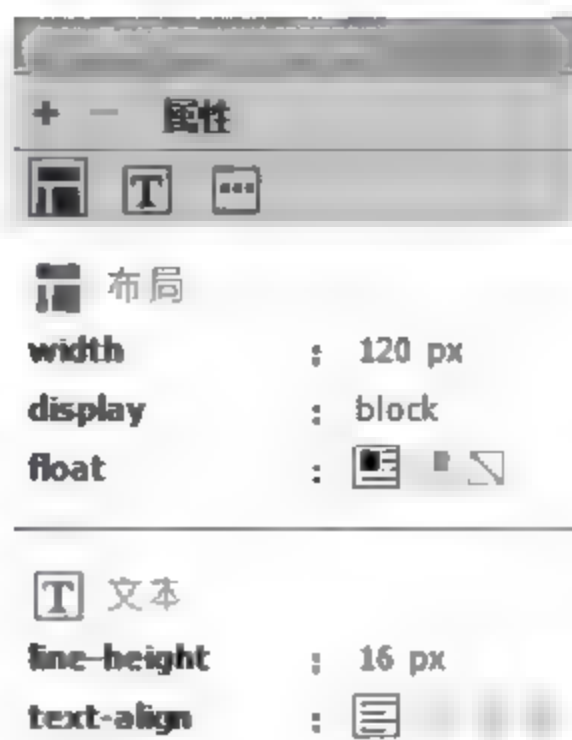 + − 属性
T
布局
width : 120 px
display : block
float :
T 文本
line-height : 16 px
text-align :